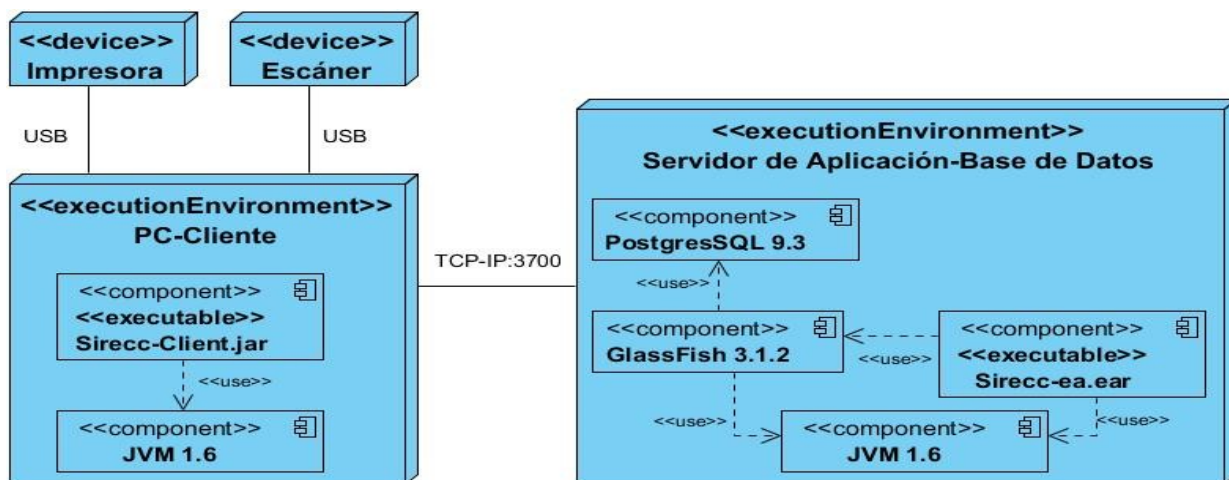 <<device>>
Impresora
<<device>>
Escáner
USB
USB
<<executionEnvironment>>
PC-Cliente
<<component>>
<<executable>>
Sirecc-Client.jar
<<use>>
<<component>>
JVM 1.6
TCP-IP:3700
<<executionEnvironment>>
Servidor de Aplicación-Base de Datos
<<component>>
PostgresSQL 9.3
<<use>>
<<component>>
GlassFish 3.1.2
<<use>>
<<component>>
<<executable>>
Sirecc-ea.ear
<<use>>
<<use>>
<<component>>
JVM 1.6